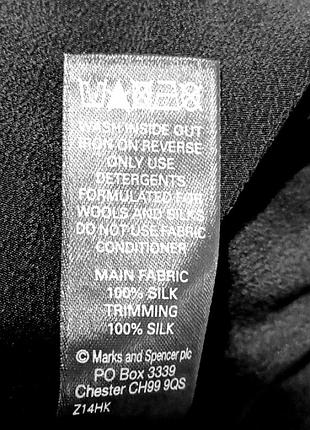 WASH INSIDE OUT
IRON ON REVERSE
ONLY USE
DETERGENTS
FORMULATED FOR
WOOLS AND SILKS
DO NOT USE FABRIC
CONDITIONER
MAIN FABRIC
100% SILK
TRIMMING
100% SILK
© Marks and Spencer plc
PO Box 3339
Chester CH99 9QS
Z14HK